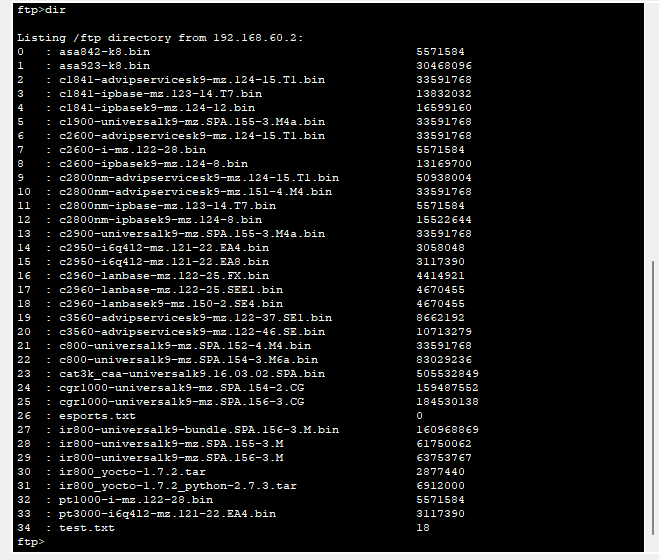 ftp>dir
Listing /ftp directory from 192.168.60.2:
0 : asa842-k8.bin 5571584
1 : asa923-k8.bin 30468096
2 : c1841-advipservicesk9-mz.124-15.T1.bin 33591768
3 : c1841-ipbase-mz.123-14.T7.bin 13832032
4 : c1841-ipbasek9-mz.124-12.bin 16599160
5 : c1900-universalk9-mz.SPA.155-3.M4a.bin 33591768
6 : c2600-advipservicesk9-mz.124-15.T1.bin 33591768
7 : c2600-i-mz.122-28.bin 5571584
8 : c2600-ipbasek9-mz.124-8.bin 13169700
9 : c2800nm-advipservicesk9-mz.124-15.T1.bin 50938004
10 : c2800nm-advipservicesk9-mz.151-4.M4.bin 33591768
11 : c2800nm-ipbase-mz.123-14.T7.bin 5571584
12 : c2800nm-ipbasek9-mz.124-8.bin 15522644
13 : c2900-universalk9-mz.SPA.155-3.M4a.bin 33591768
14 : c2950-i6q4l2-mz.121-22.EA4.bin 3058048
15 : c2950-i6q4l2-mz.121-22.EA8.bin 3117390
16 : c2960-lanbase-mz.122-25.FX.bin 4414921
17 : c2960-lanbase-mz.122-25.SEE1.bin 4670455
18 : c2960-lanbasek9-mz.150-2.SE4.bin 4670455
19 : c3560-advipservicesk9-mz.122-37.SE1.bin 8662192
20 : c3560-advipservicesk9-mz.122-46.SE.bin 10713279
21 : c800-universalk9-mz.SPA.152-4.M4.bin 33591768
22 : c800-universalk9-mz.SPA.154-3.M6a.bin 83029236
23 : cat3k_caa-universalk9.16.03.02.SPA.bin 505532849
24 : cgr1000-universalk9-mz.SPA.154-2.CG 159487552
25 : cgr1000-universalk9-mz.SPA.156-3.CG 184530138
26 : esports.txt 0
27 : ir800-universalk9-bundle.SPA.156-3.M.bin 160968869
28 : ir800-universalk9-mz.SPA.155-3.M 61750062
29 : ir800-universalk9-mz.SPA.156-3.M 63753767
30 : ir800_yocto-1.7.2.tar 2877440
31 : ir800_yocto-1.7.2_python-2.7.3.tar 6912000
32 : pt1000-i-mz.122-28.bin 5571584
33 : pt3000-i6q4l2-mz.121-22.EA4.bin 3117390
34 : test.txt 18
ftp>